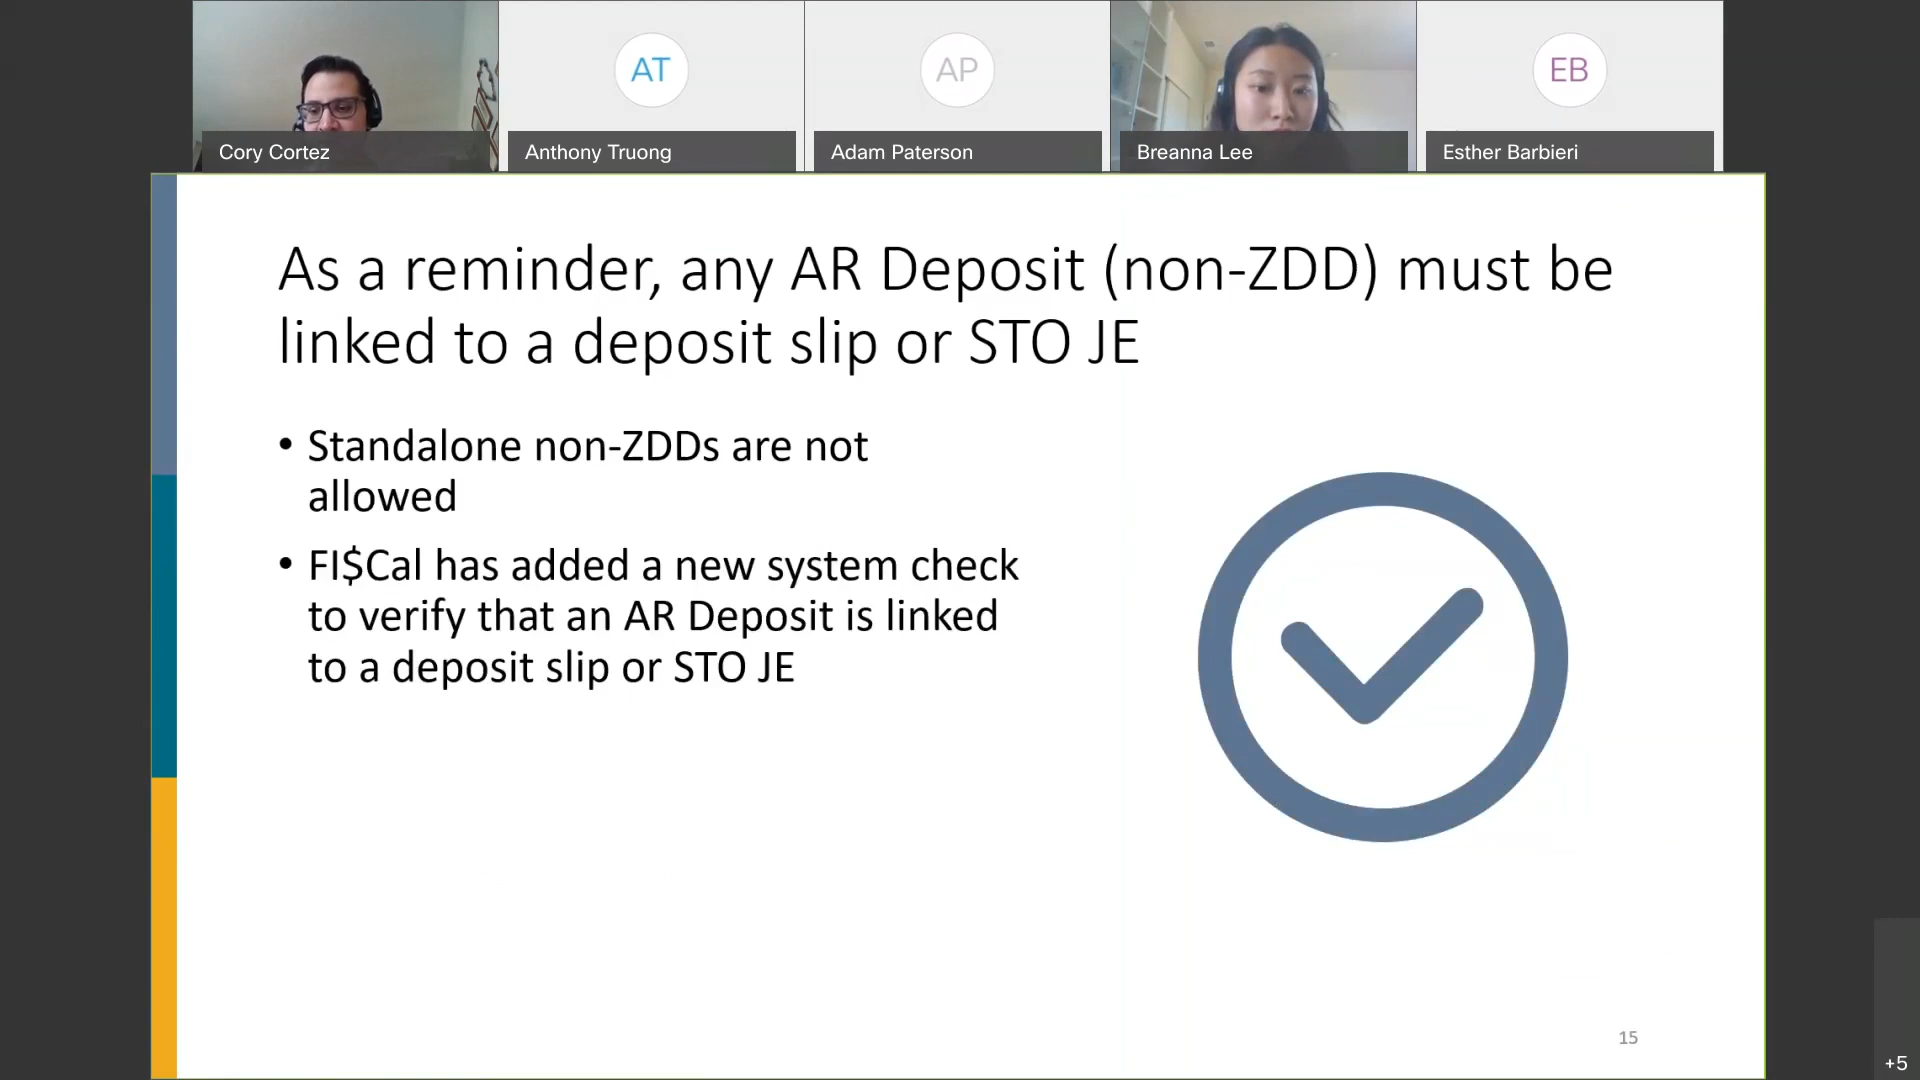 AT
AP
EB
Cory Cortez
Anthony Truong
Adam Paterson
Breanna Lee
Esther Barbieri
As a reminder, any AR Deposit (non-ZDD) must be
linked to a deposit slip or STO JE
• Standalone non-ZDDs are not
allowed
• FI$Cal has added a new system check
to verify that an AR Deposit is linked
to a deposit slip or STO JE
15
+5